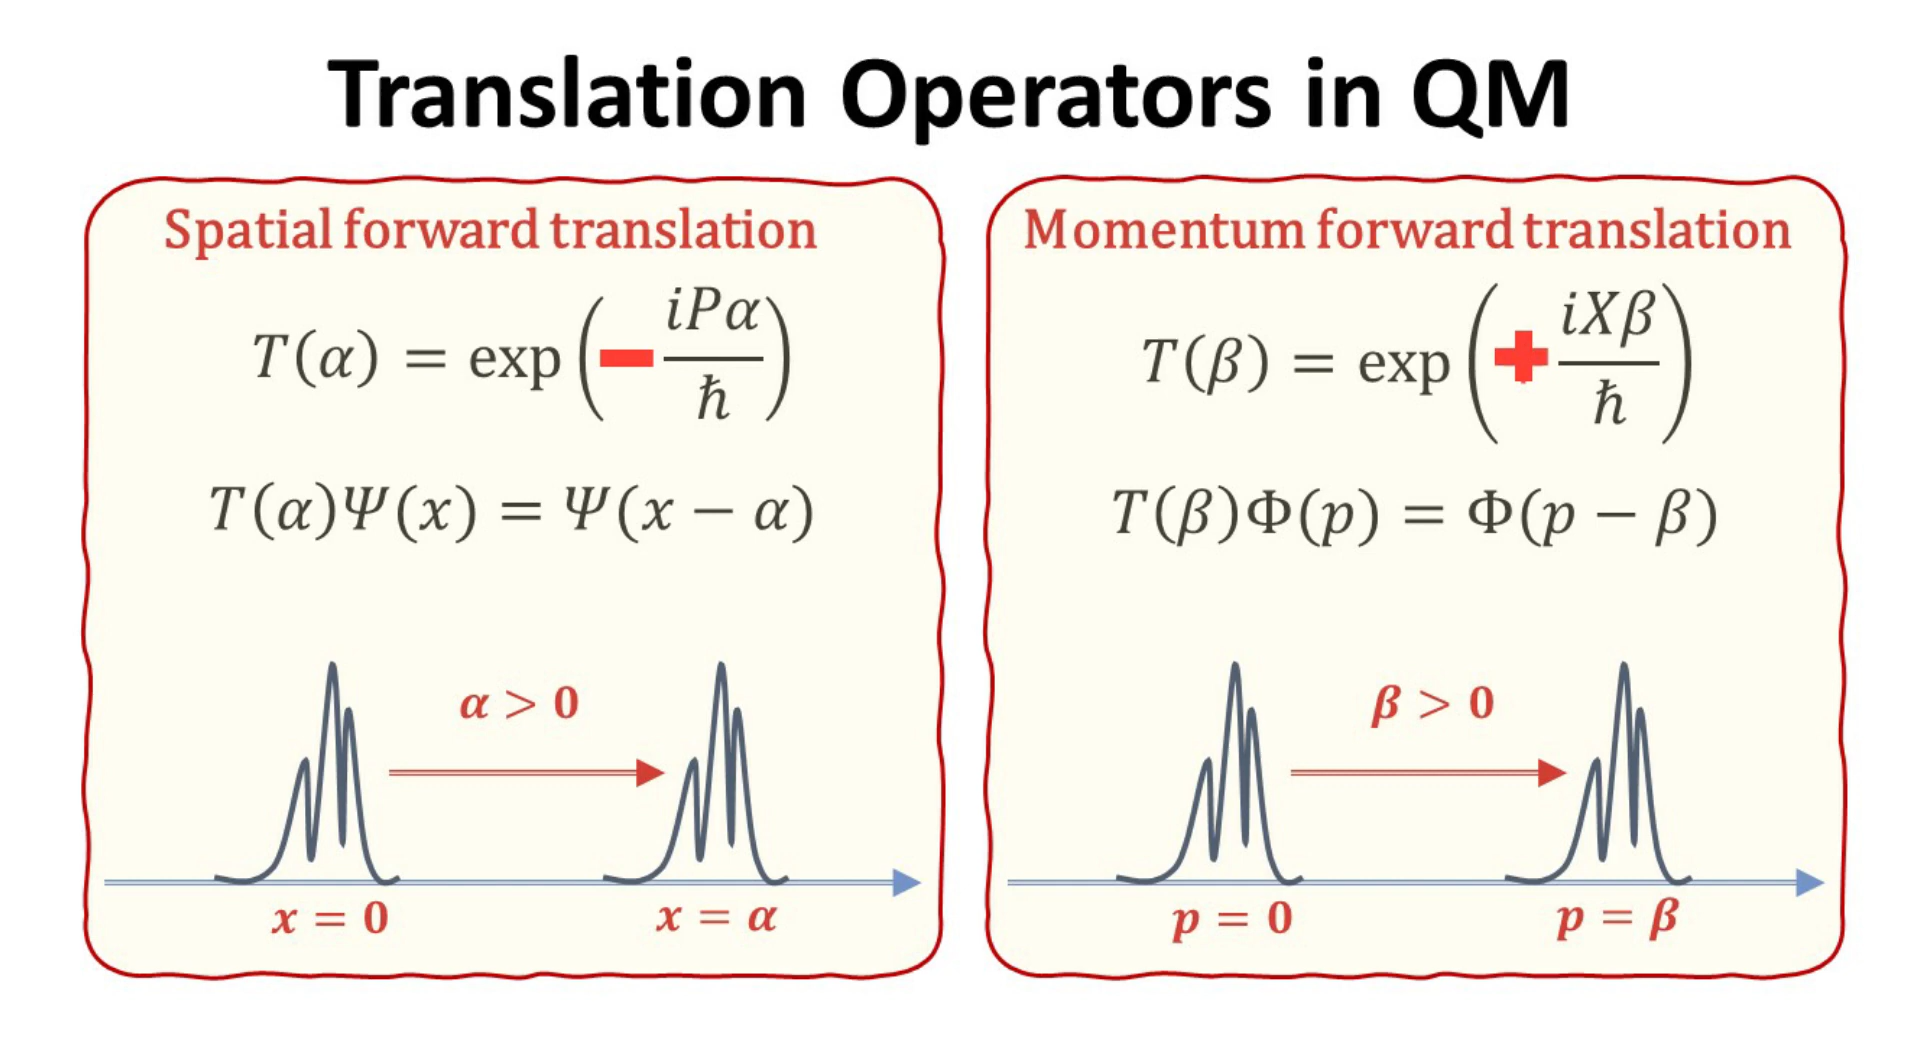 Translation Operators in QM
Spatial forward translation
T(α) = exp(− iPα/ħ)
T(α)Ψ(x) = Ψ(x − α)
α > 0
x = 0
x = α
Momentum forward translation
T(β) = exp(+ iXβ/ħ)
T(β)Φ(p) = Φ(p − β)
β > 0
p = 0
p = β